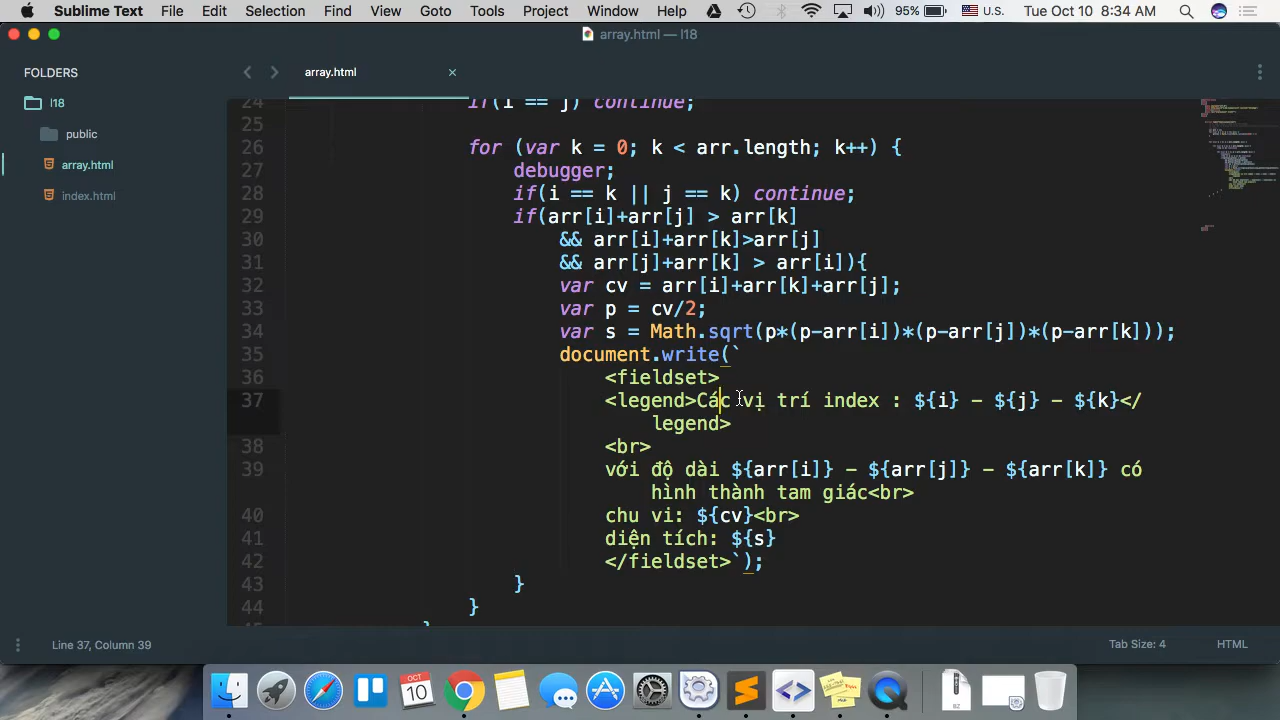 Sublime Text File Edit Selection Find View Goto Tools Project Window Help 95% U.S. Tue Oct 10 8:34 AM
array.html — l18
FOLDERS
l18
public
array.html
index.html
array.html
24 if(i == j) continue;
25
26 for (var k = 0; k < arr.length; k++) {
27 debugger;
28 if(i == k || j == k) continue;
29 if(arr[i]+arr[j] > arr[k]
30 && arr[i]+arr[k]>arr[j]
31 && arr[j]+arr[k] > arr[i]){
32 var cv = arr[i]+arr[k]+arr[j];
33 var p = cv/2;
34 var s = Math.sqrt(p*(p-arr[i])*(p-arr[j])*(p-arr[k]));
35 document.write(`
36 <fieldset>
37 <legend>Các vị trí index : ${i} - ${j} - ${k}</
legend>
38 <br>
39 với độ dài ${arr[i]} - ${arr[j]} - ${arr[k]} có
hình thành tam giác<br>
40 chu vi: ${cv}<br>
41 diện tích: ${s}
42 </fieldset>`);
43 }
44 }
Line 37, Column 39 Tab Size: 4 HTML
OCT
10